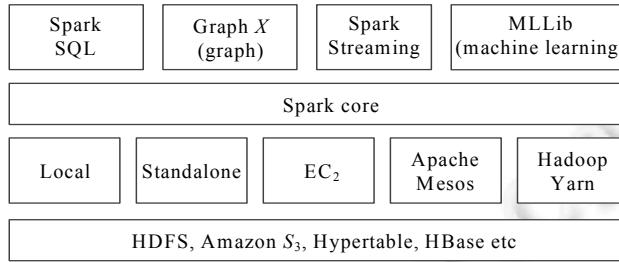 Spark Graph X Spark MLLib
SQL (graph) Streaming (machine learning)
Spark core
Local Standalone EC₂ Apache Mesos Hadoop Yarn
HDFS, Amazon S₃, Hypertable, HBase etc